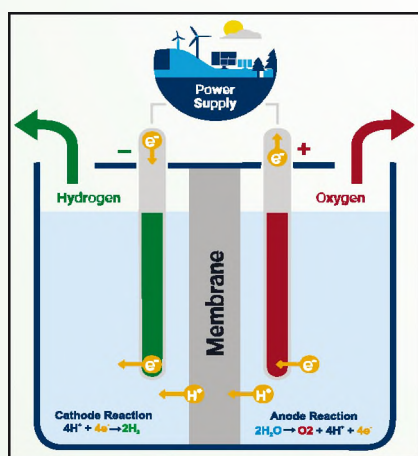 Power
Supply
−
e⁻
e⁻
+
Hydrogen
Oxygen
Membrane
e⁻
e⁻
H⁺
H⁺
Cathode Reaction
4H⁺ + 4e⁻→2H₂
Anode Reaction
2H₂O→ O2 + 4H⁺ + 4e⁻